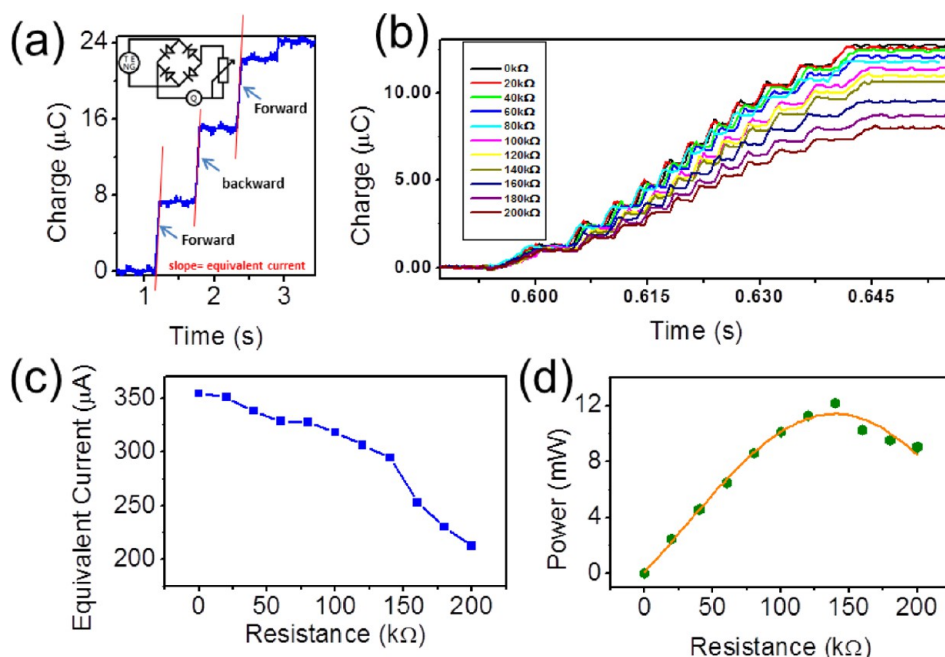 (a)
Charge (μC)
24
16
8
0
T E
NG
Q
Forward
backward
Forward
slope= equivalent current
1
2
3
Time (s)
(b)
Charge (μC)
10.00
5.00
0.00
0kΩ
20kΩ
40kΩ
60kΩ
80kΩ
100kΩ
120kΩ
140kΩ
160kΩ
180kΩ
200kΩ
0.600
0.615
0.630
0.645
Time (s)
(c)
Equivalent Current (μA)
350
300
250
200
0
50
100
150
200
Resistance (kΩ)
(d)
Power (mW)
12
8
4
0
0
50
100
150
200
Resistance (kΩ)